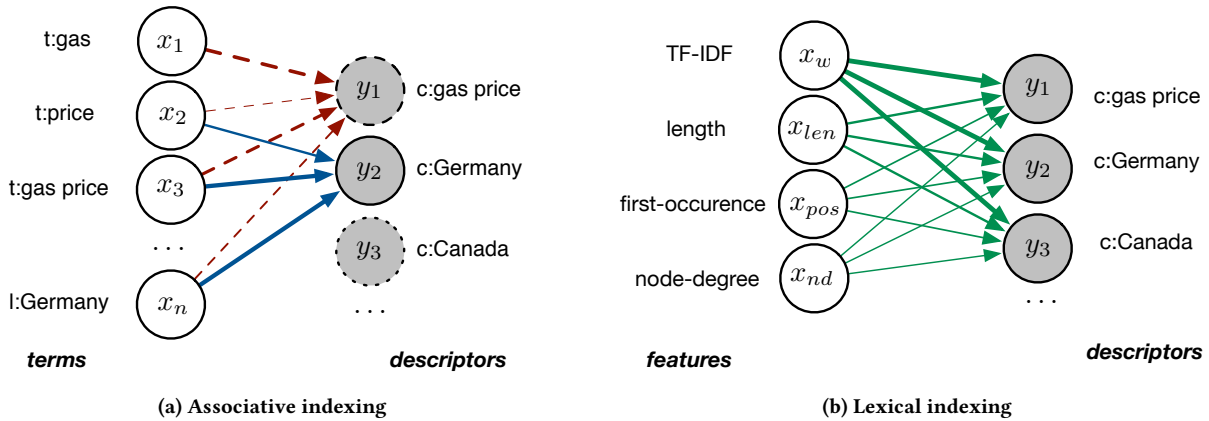 t:gas
x1
y1
c:gas price
t:price
x2
y2
c:Germany
t:gas price
x3
y3
c:Canada
...
...
l:Germany
xn
terms
descriptors
(a) Associative indexing
TF-IDF
xw
y1
c:gas price
length
xlen
y2
c:Germany
first-occurence
xpos
y3
c:Canada
node-degree
xnd
...
features
descriptors
(b) Lexical indexing